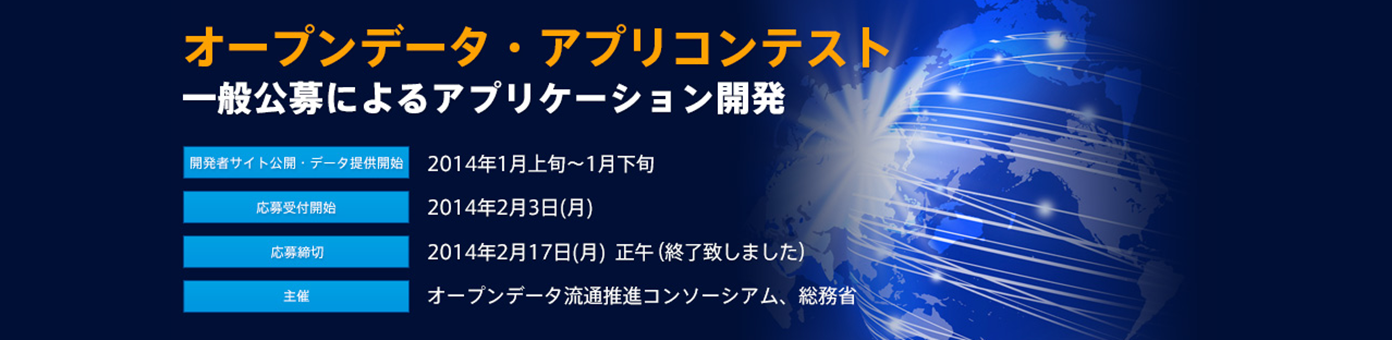 オープンデータ・アプリコンテスト
一般公募によるアプリケーション開発
開発者サイト公開・データ提供開始 2014年1月上旬～1月下旬
応募受付開始 2014年2月3日(月)
応募締切 2014年2月17日(月) 正午（終了致しました）
主催 オープンデータ流通推進コンソーシアム、総務省